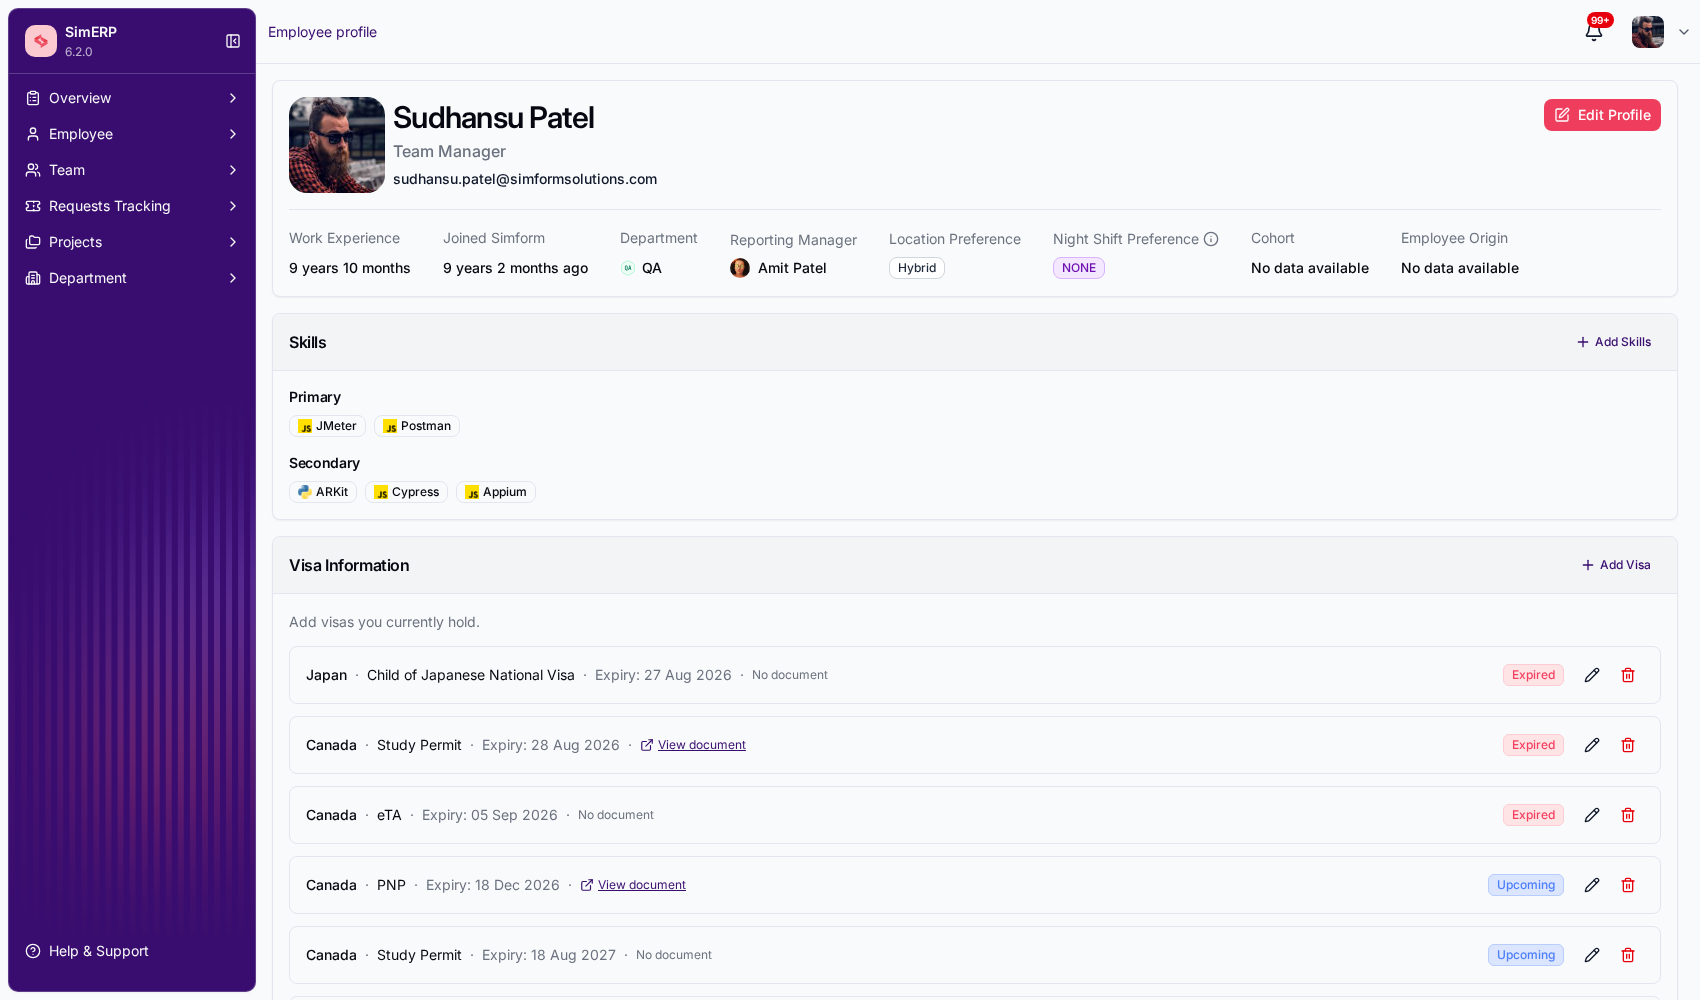 SimERP
6.2.0
Overview
Employee
Team
Requests Tracking
Projects
Department
Help & Support
Employee profile
99+
Sudhansu Patel
Team Manager
sudhansu.patel@simformsolutions.com
Edit Profile
Work Experience
9 years 10 months
Joined Simform
9 years 2 months ago
Department
QA QA
Reporting Manager
Amit Patel
Location Preference
Hybrid
Night Shift Preference
NONE
Cohort
No data available
Employee Origin
No data available
Skills
Add Skills
Primary
JS JMeter JS Postman
Secondary
ARKit JS Cypress JS Appium
Visa Information
Add Visa
Add visas you currently hold.
Japan · Child of Japanese National Visa · Expiry: 27 Aug 2026 · No document Expired
Canada · Study Permit · Expiry: 28 Aug 2026 · View document Expired
Canada · eTA · Expiry: 05 Sep 2026 · No document Expired
Canada · PNP · Expiry: 18 Dec 2026 · View document Upcoming
Canada · Study Permit · Expiry: 18 Aug 2027 · No document Upcoming